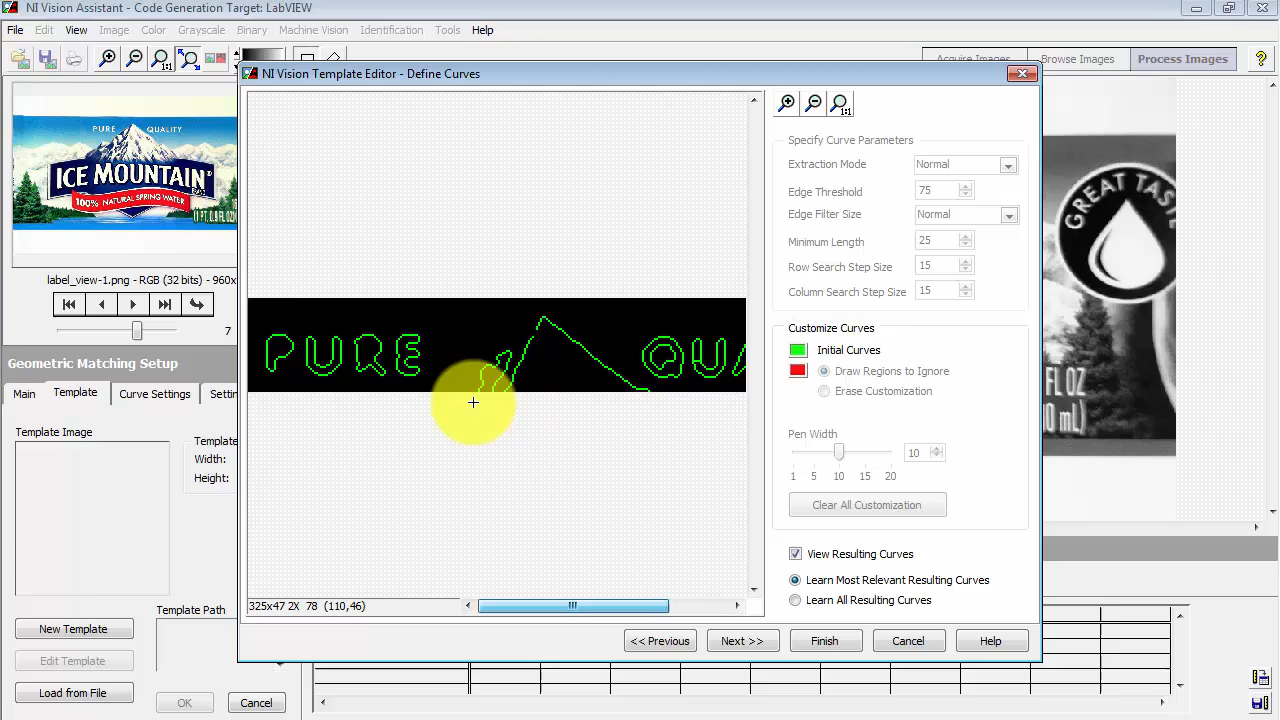 NI Vision Assistant - Code Generation Target: LabVIEW
File Edit View Image Color Grayscale Binary Machine Vision Identification Tools Help
1:1
Acquire Images Browse Images Process Images
?
PURE QUALITY
ICE MOUNTAIN
100% NATURAL SPRING WATER
label_view-1.png - RGB (32 bits) - 960x
7
Geometric Matching Setup
Main Template Curve Settings Settin
Template Image
Template
Width:
Height:
Template Path
New Template
Edit Template
Load from File
OK Cancel
NI Vision Template Editor - Define Curves
1:1
PURE QUA
325x47 2X 78 (110,46)
Specify Curve Parameters
Extraction Mode Normal
Edge Threshold 75
Edge Filter Size Normal
Minimum Length 25
Row Search Step Size 15
Column Search Step Size 15
Customize Curves
Initial Curves
Draw Regions to Ignore
Erase Customization
Pen Width
10
1 5 10 15 20
Clear All Customization
View Resulting Curves
Learn Most Relevant Resulting Curves
Learn All Resulting Curves
<< Previous Next >> Finish Cancel Help
GREAT TASTE
FL OZ
mL)